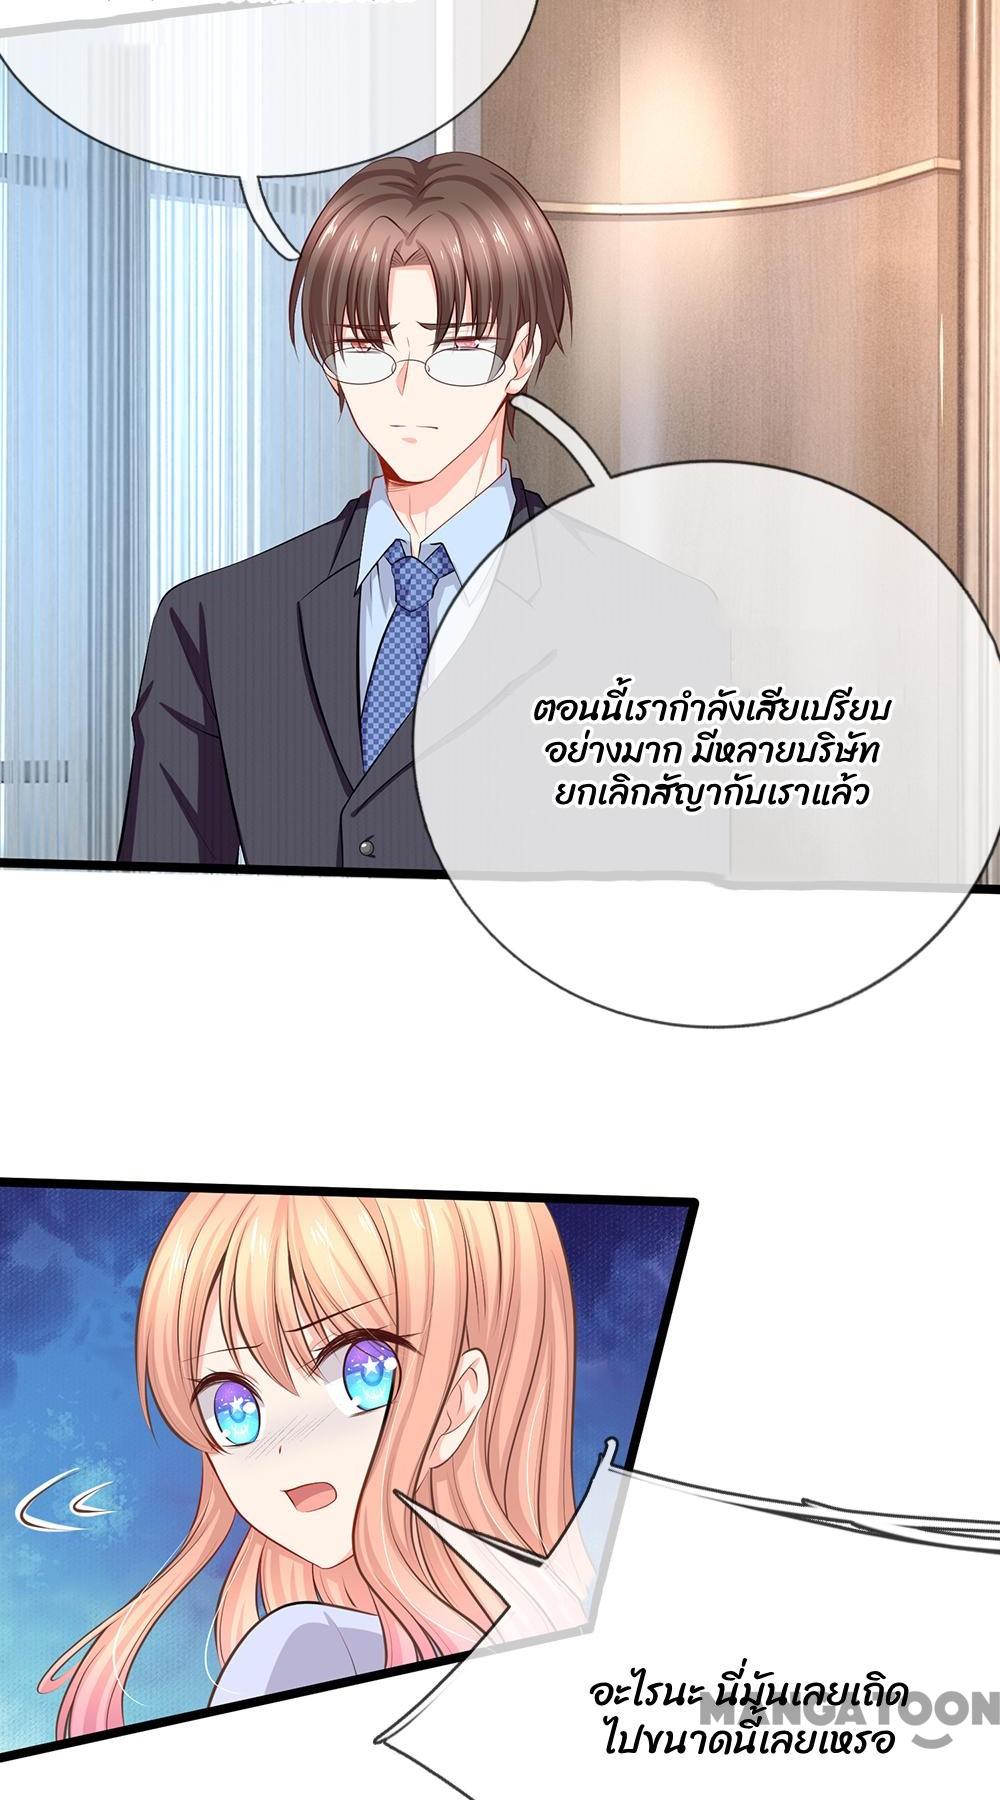 ตอนนี้เรากำลังเสียเปรียบ
อย่างมาก มีหลายบริษัท
ยกเลิกสัญากับเราแล้ว
อะไรนะ นี่มันเลยเถิด
ไปขนาดนี้เลยเหรอ
MANGATOON